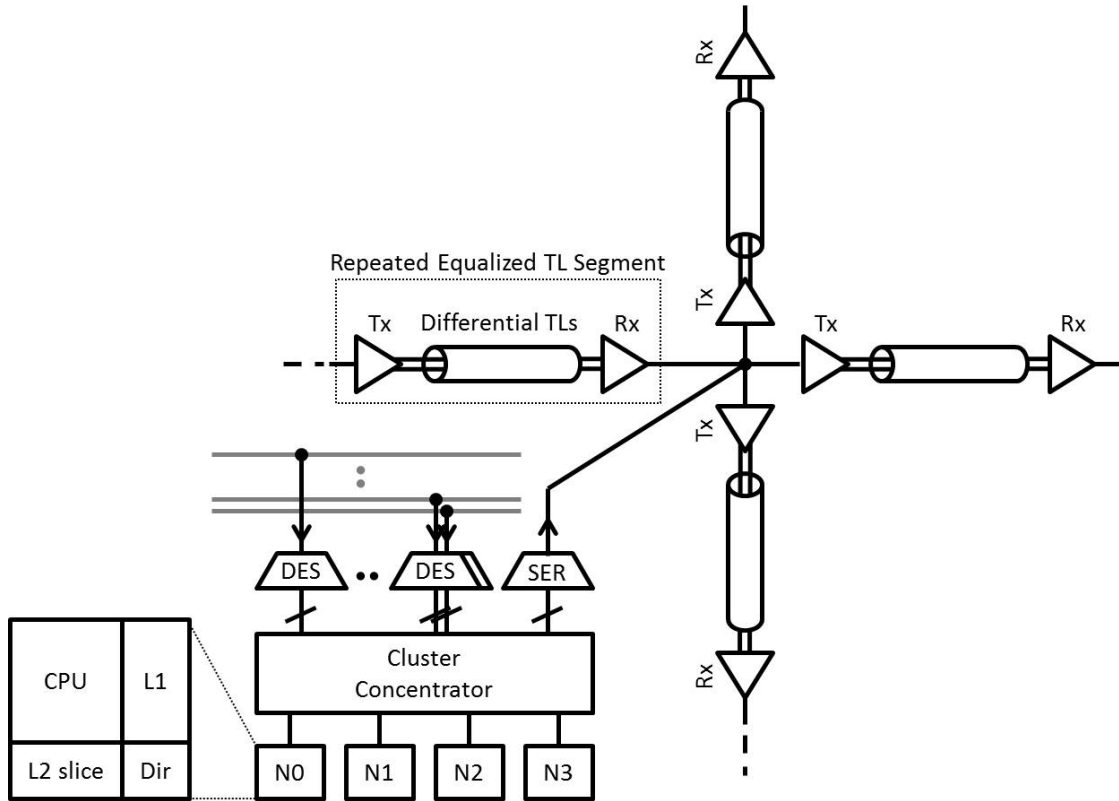 Rx
Repeated Equalized TL Segment
Tx
Tx
Differential TLs
Rx
Tx
Rx
Tx
DES
DES
SER
Rx
Cluster
Concentrator
CPU
L1
L2 slice
Dir
N0
N1
N2
N3